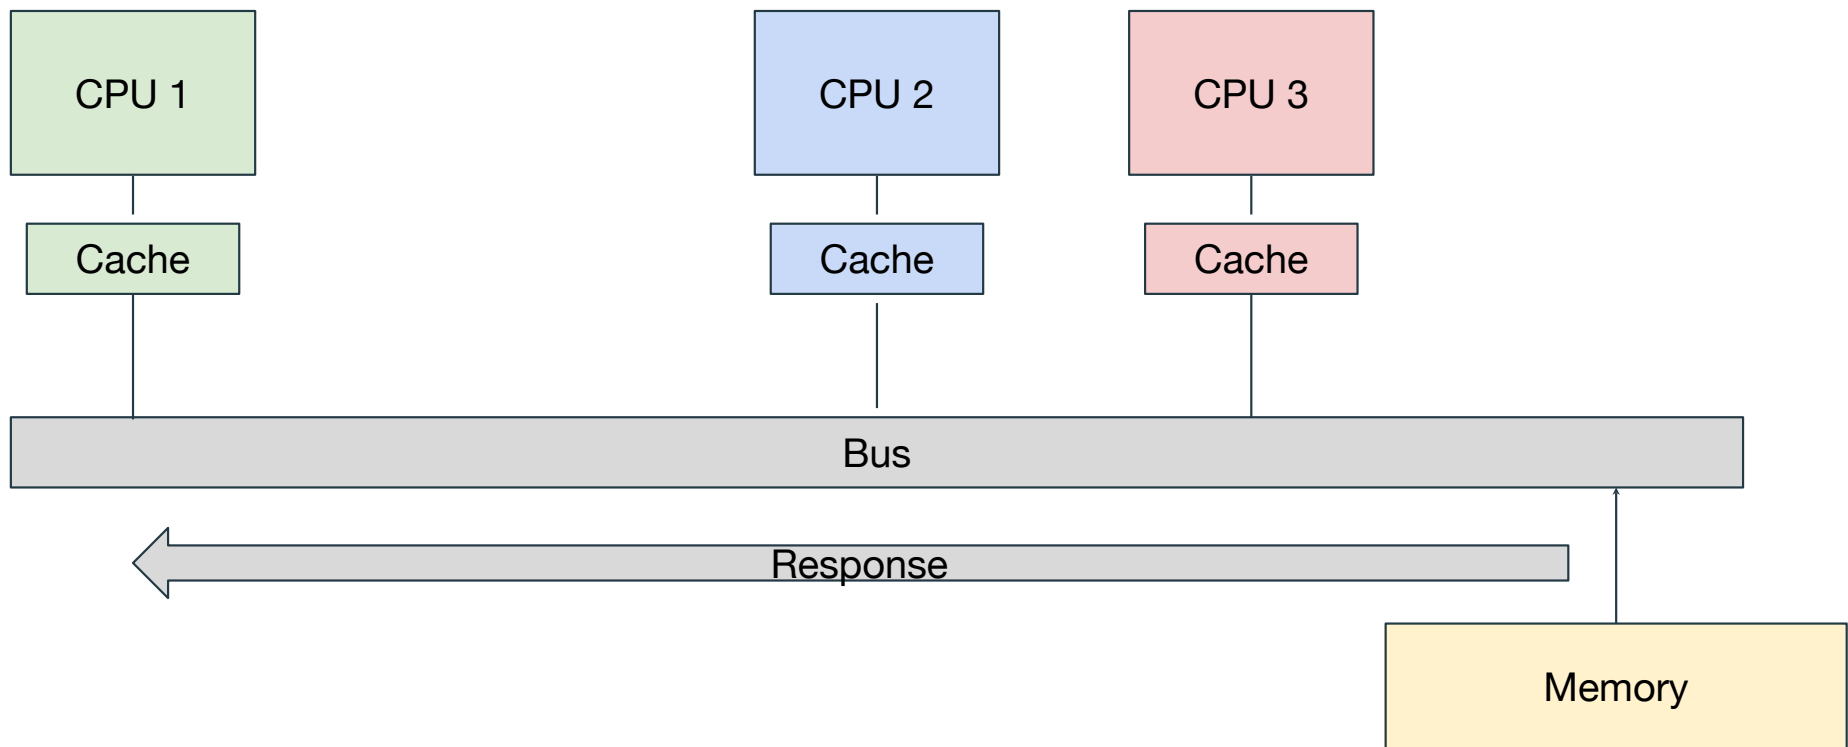 CPU 1
CPU 2
CPU 3
Cache
Cache
Cache
Bus
Response
Memory